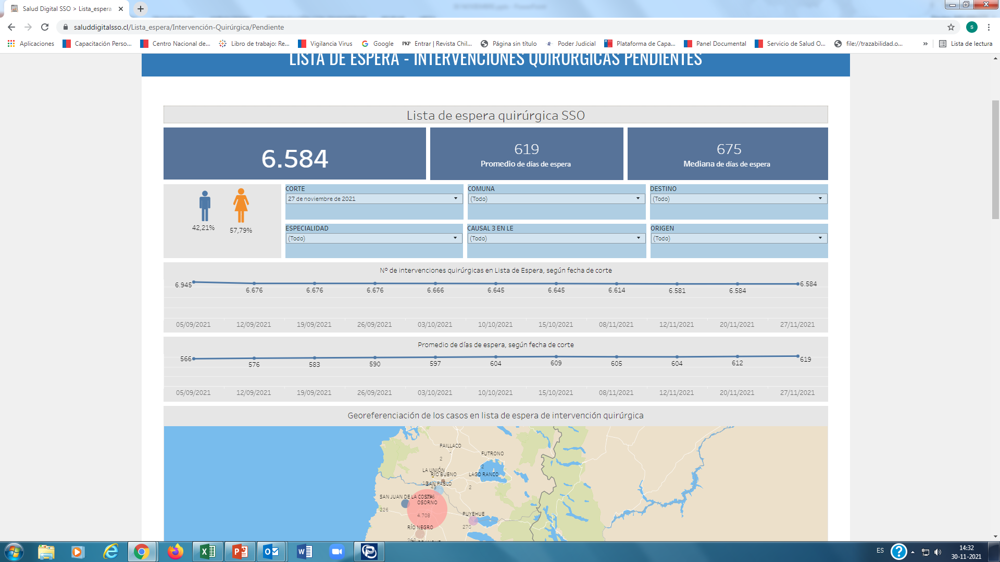 Salud Digital SSO > Lista_espera
saluddigitalsso.cl/Lista_espera/Intervención-Quirúrgica/Pendiente
s
Aplicaciones
Capacitación Perso...
Centro Nacional de...
Libro de trabajo: Re...
Vigilancia Virus
Google
PKP Entrar | Revista Chil...
Página sin título
Poder Judicial
Plataforma de Capa...
Panel Documental
Servicio de Salud O...
file://trazabilidad.o...
»
Lista de lectura
LISTA DE ESPERA - INTERVENCIONES QUIRÚRGICAS PENDIENTES
Lista de espera quirúrgica SSO
6.584
619
Promedio de días de espera
675
Mediana de días de espera
42,21%
57,79%
CORTE
27 de noviembre de 2021
COMUNA
(Todo)
DESTINO
(Todo)
ESPECIALIDAD
(Todo)
CAUSAL 3 EN LE
(Todo)
ORIGEN
(Todo)
Nº de intervenciones quirúrgicas en Lista de Espera, según fecha de corte
6.945 6.676 6.676 6.676 6.666 6.645 6.645 6.614 6.581 6.584 6.584
05/09/2021 12/09/2021 19/09/2021 26/09/2021 03/10/2021 10/10/2021 15/10/2021 08/11/2021 12/11/2021 20/11/2021 27/11/2021
Promedio de días de espera, según fecha de corte
566 576 583 590 597 604 609 605 604 612 619
05/09/2021 12/09/2021 19/09/2021 26/09/2021 03/10/2021 10/10/2021 15/10/2021 08/11/2021 12/11/2021 20/11/2021 27/11/2021
Georeferenciación de los casos en lista de espera de intervención quirúrgica
PAILLACO
2
FUTRONO
2
LA UNIÓN
RÍO BUENO
43
LAGO RANCO
2
SAN PABLO
SAN JUAN DE LA COSTA
226
OSORNO
4.708
PUYEHUE
270
RÍO NEGRO
ES
14:32
30-11-2021